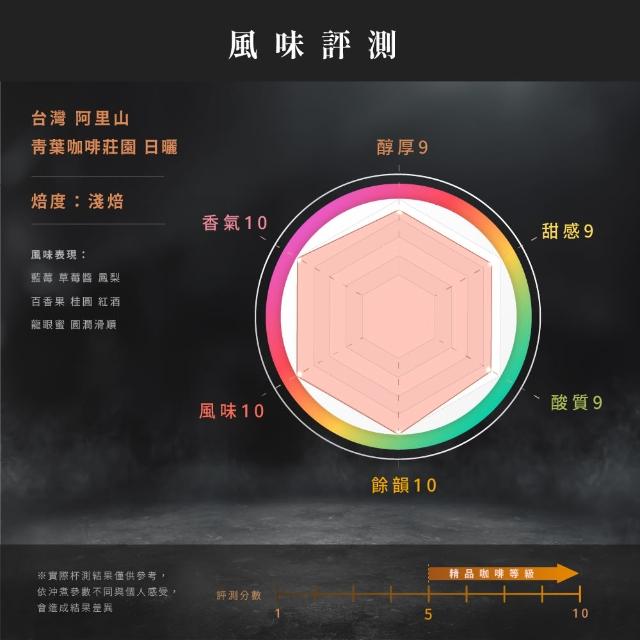 風味評測
台灣 阿里山
青葉咖啡莊園 日曬
焙度：淺焙
風味表現：
藍莓 草莓醬 鳳梨
百香果 桂圓 紅酒
龍眼蜜 圓潤滑順
醇厚9
香氣10
甜感9
風味10
酸質9
餘韻10
※實際杯測結果僅供參考，
依沖煮參數不同與個人感受，
會造成結果差異
精品咖啡等級
評測分數
1 5 10